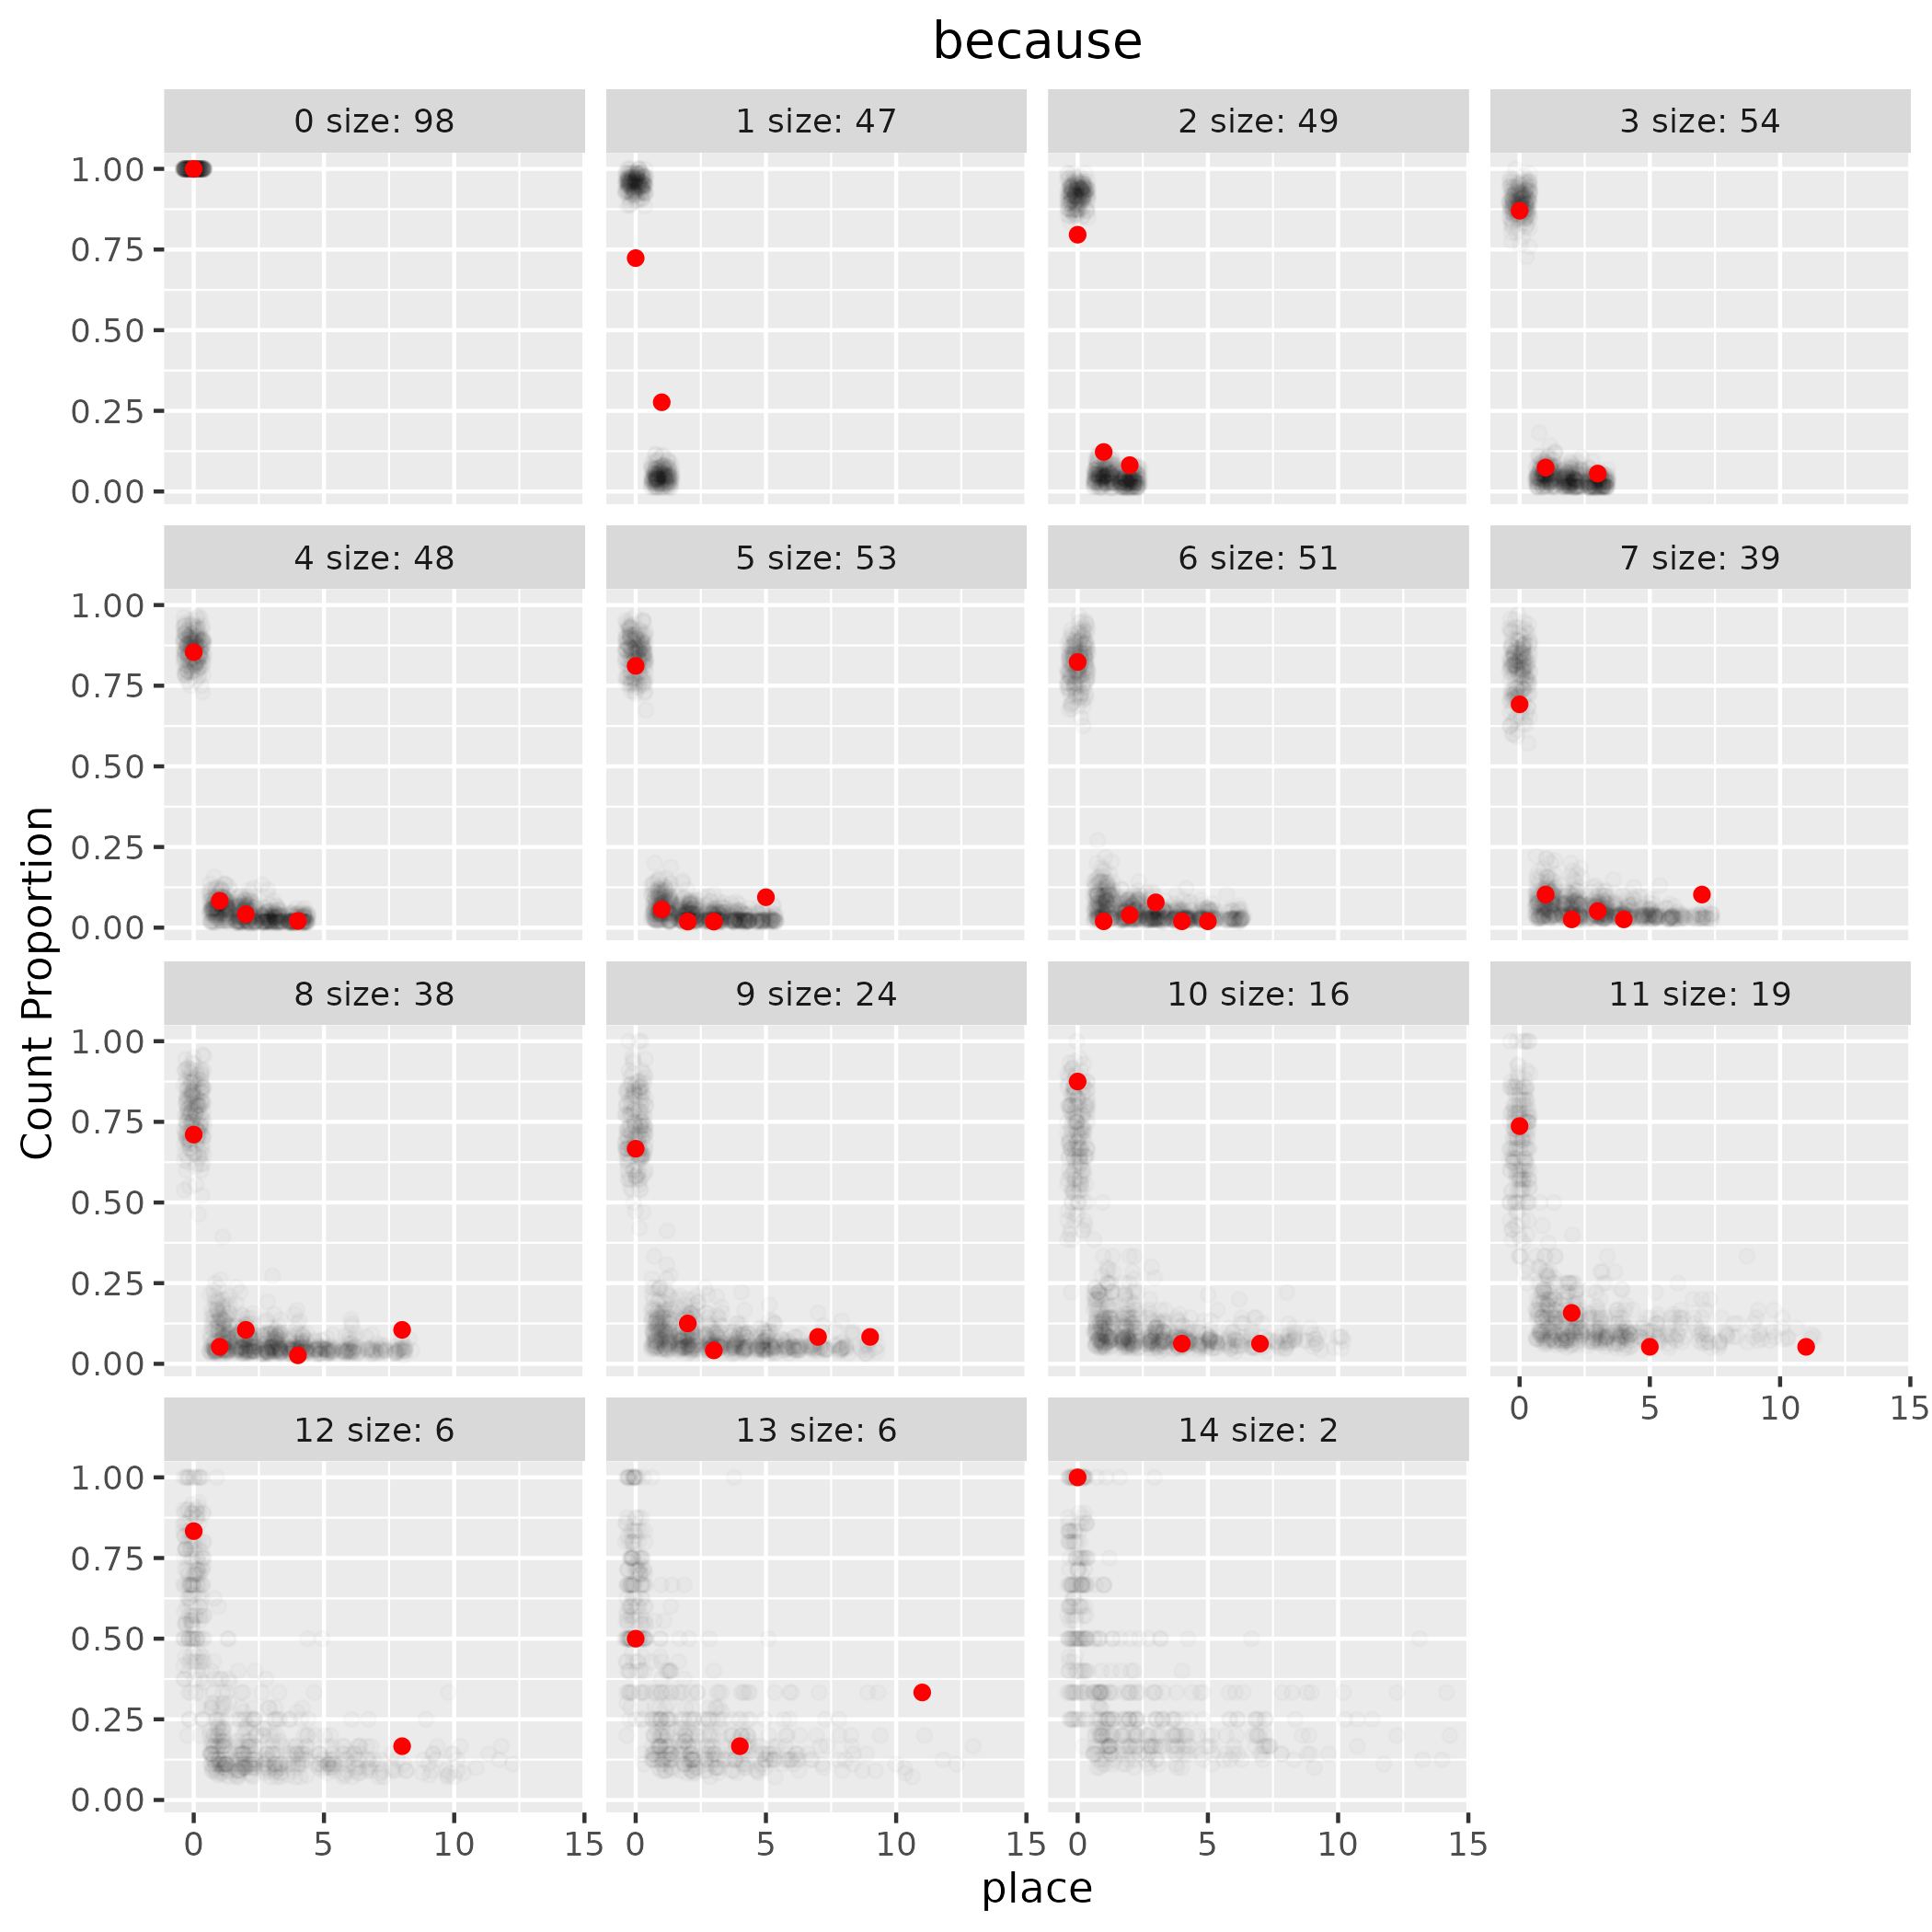 because
0 size: 98
1 size: 47
2 size: 49
3 size: 54
1.00
0.75
0.50
0.25
0.00
4 size: 48
5 size: 53
6 size: 51
7 size: 39
1.00
0.75
0.50
0.25
0.00
Count Proportion
8 size: 38
9 size: 24
10 size: 16
11 size: 19
1.00
0.75
0.50
0.25
0.00
0 5 10 15
12 size: 6
13 size: 6
14 size: 2
1.00
0.75
0.50
0.25
0.00
0 5 10 15
0 5 10 15
0 5 10 15
place